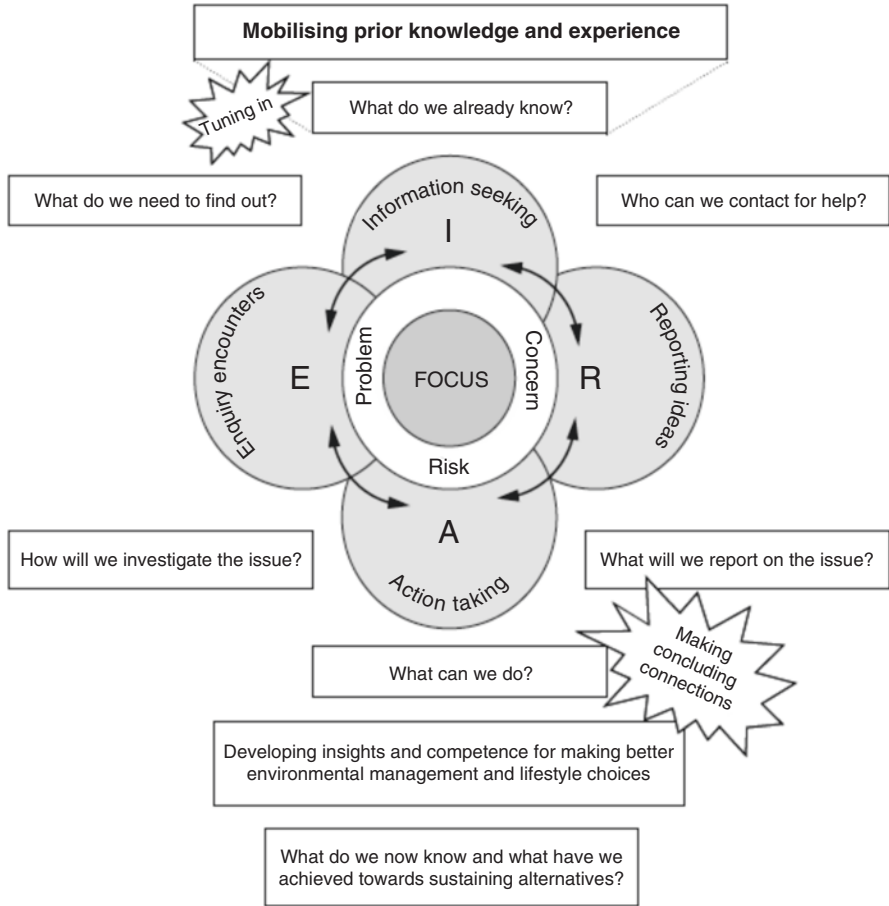 Mobilising prior knowledge and experience
Tuning in
What do we already know?
What do we need to find out?
Who can we contact for help?
Information seeking
I
Enquiry encounters
E
Problem
FOCUS
Concern
R
Reporting ideas
Risk
A
Action taking
How will we investigate the issue?
What will we report on the issue?
Making
concluding
connections
What can we do?
Developing insights and competence for making better
environmental management and lifestyle choices
What do we now know and what have we
achieved towards sustaining alternatives?